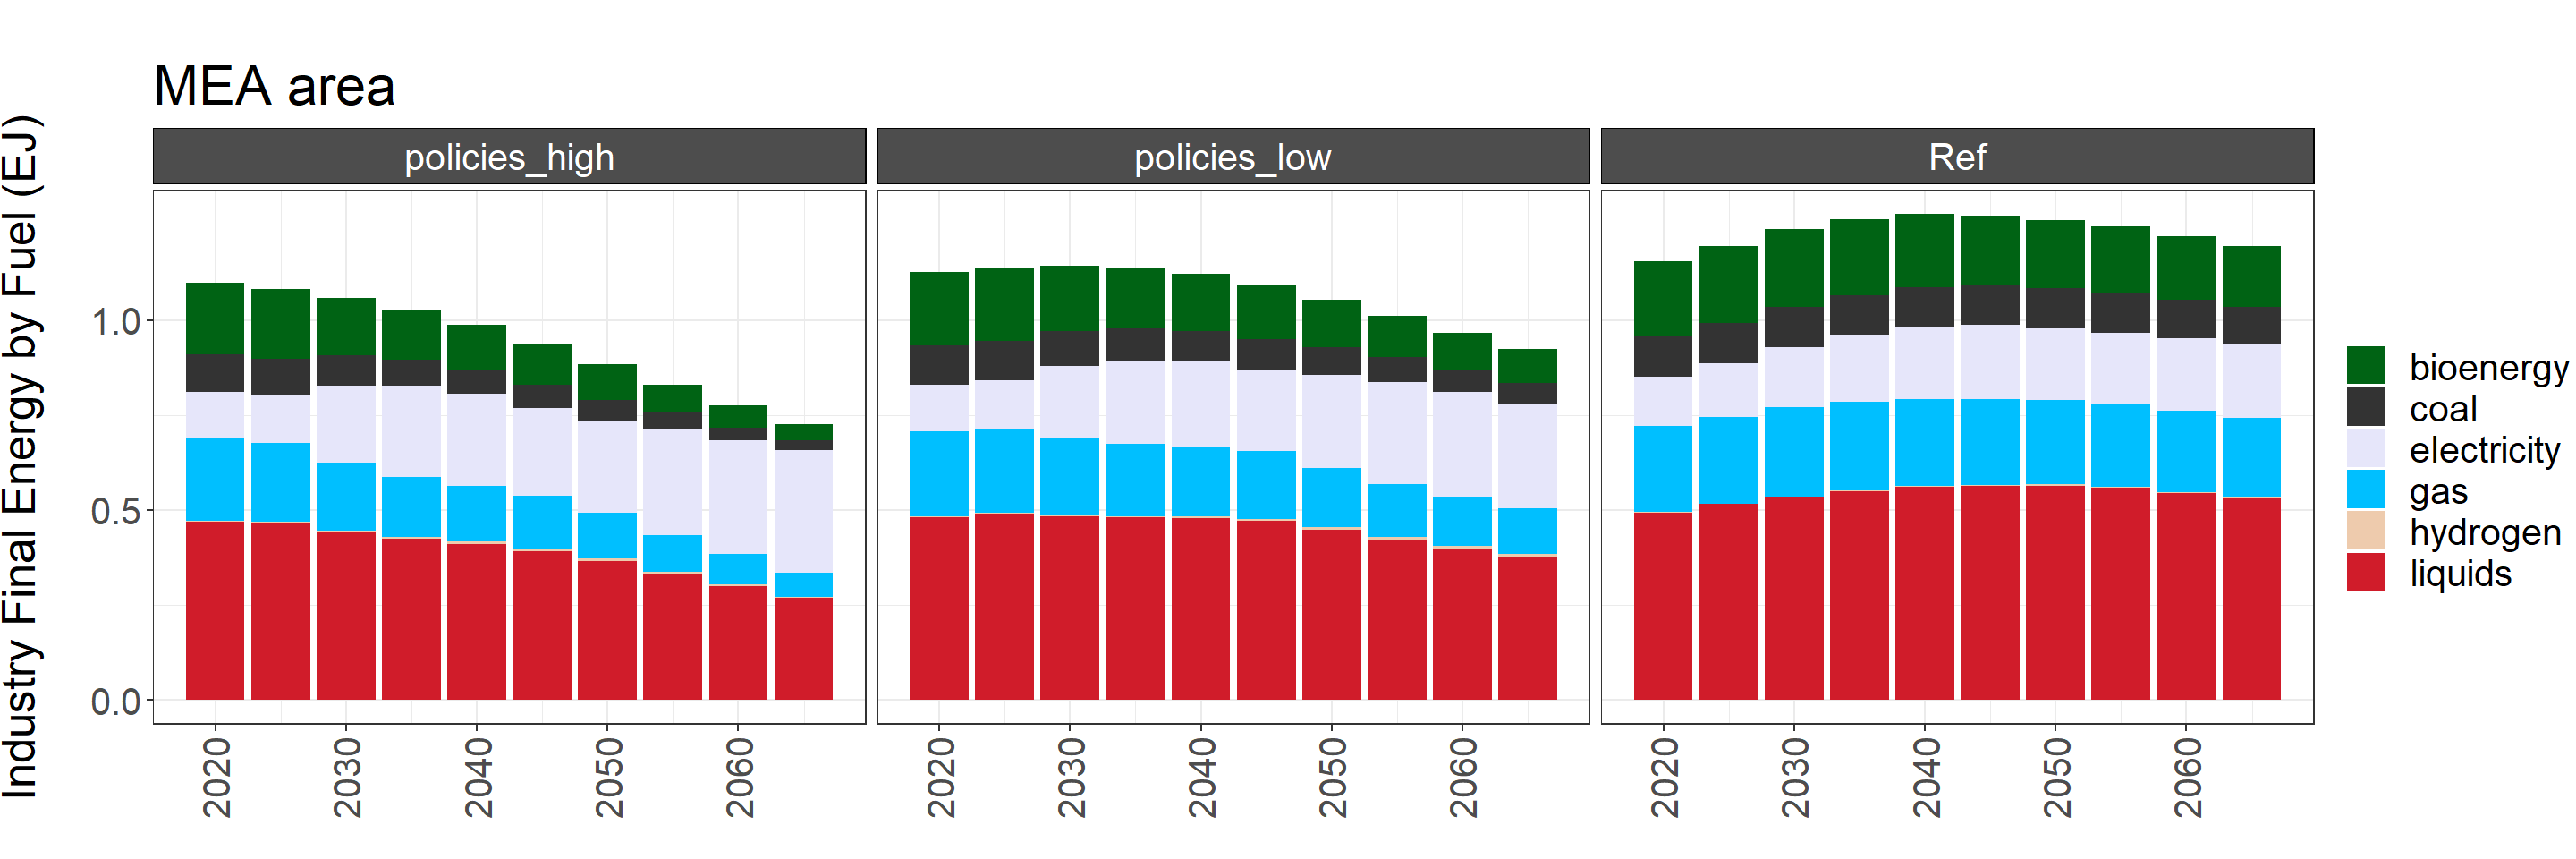 MEA area
Industry Final Energy by Fuel (EJ)
policies_high
policies_low
Ref
1.0
0.5
0.0
2020 2030 2040 2050 2060
2020 2030 2040 2050 2060
2020 2030 2040 2050 2060
bioenergy
coal
electricity
gas
hydrogen
liquids